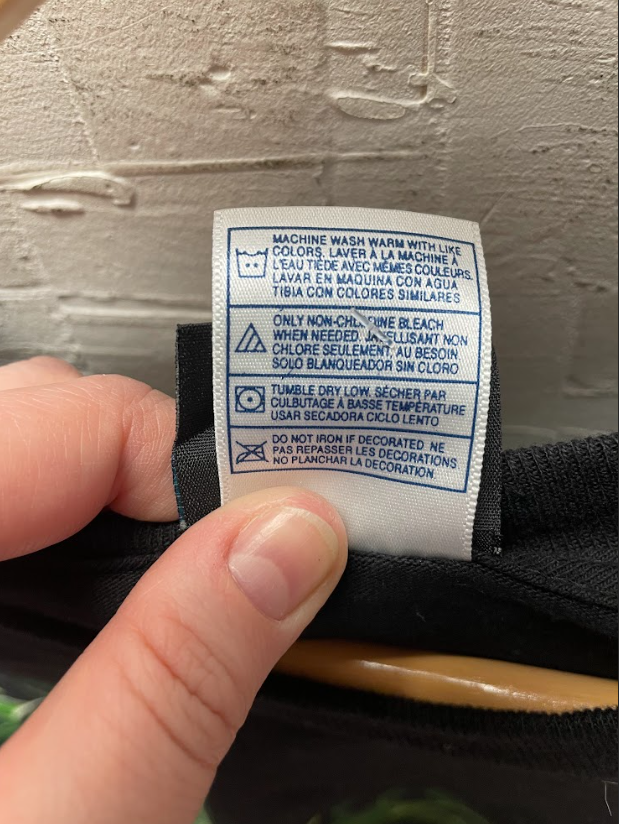 MACHINE WASH WARM WITH LIKE
COLORS. LAVER À LA MACHINE À
L'EAU TIÈDE AVEC MÊMES COULEURS.
LAVAR EN MAQUINA CON AGUA
TIBIA CON COLORES SIMILARES
ONLY NON-CHLORINE BLEACH
WHEN NEEDED. JAVELLISANT NON
CHLORE SEULEMENT, AU BESOIN
SOLO BLANQUEADOR SIN CLORO
TUMBLE DRY LOW. SÉCHER PAR
CULBUTAGE À BASSE TEMPÉRATURE
USAR SECADORA CICLO LENTO
DO NOT IRON IF DECORATED NE
PAS REPASSER LES DECORATIONS
NO PLANCHAR LA DECORATION.